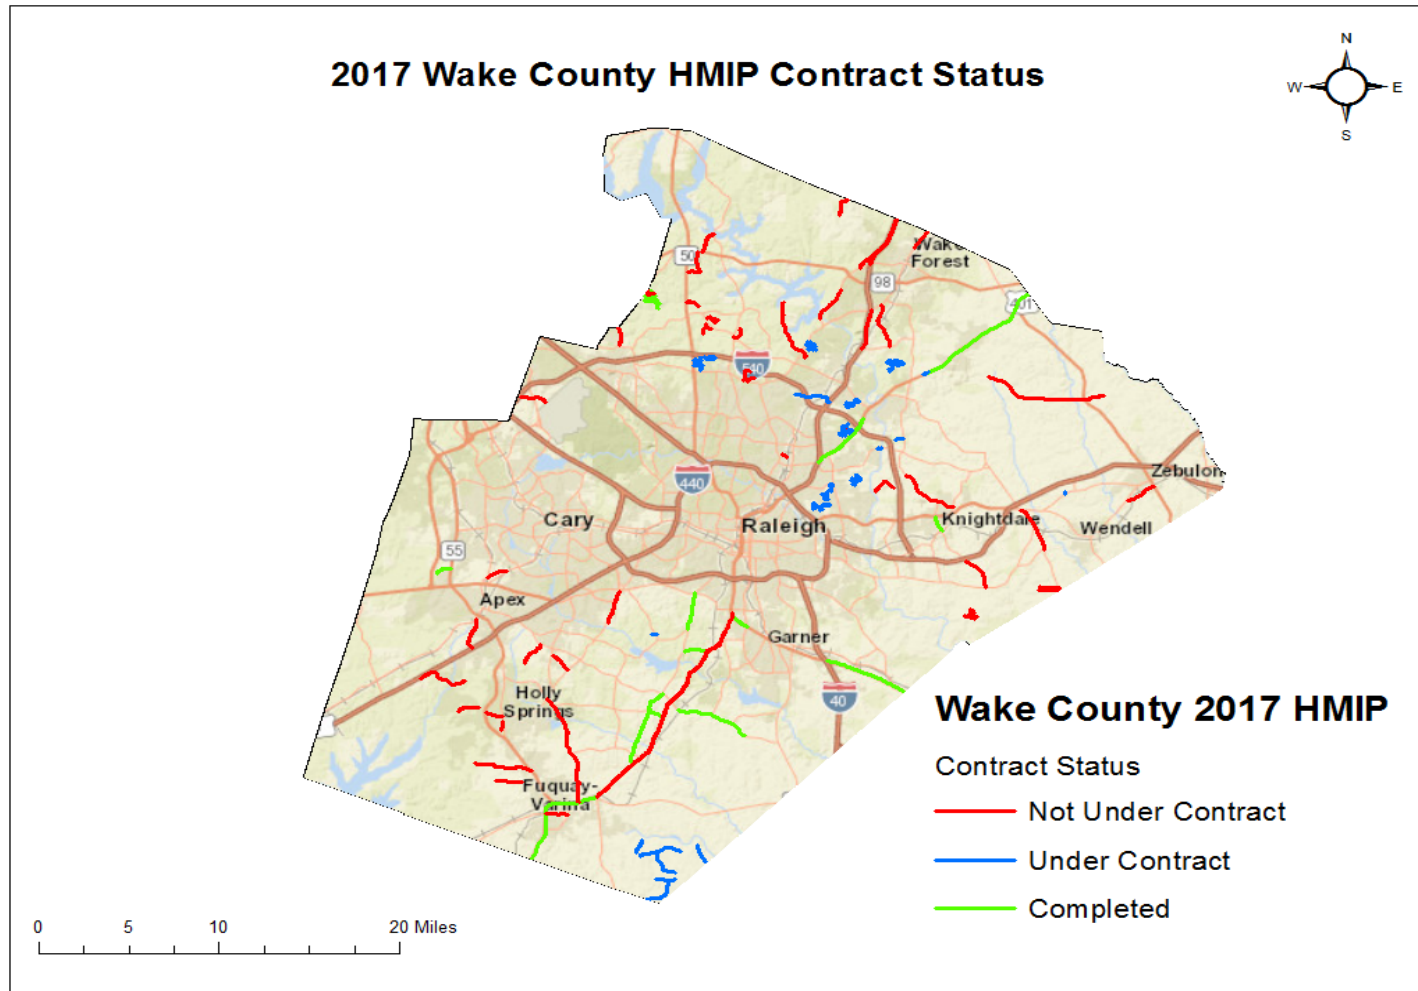 2017 Wake County HMIP Contract Status
N
W
E
S
50
Wake
Forest
98
401
540
Zebulon
440
Cary
Raleigh
Knightdale
Wendell
55
Apex
Garner
Holly
Springs
40
Fuquay-
Varina
Wake County 2017 HMIP
Contract Status
Not Under Contract
Under Contract
Completed
0 5 10 20 Miles